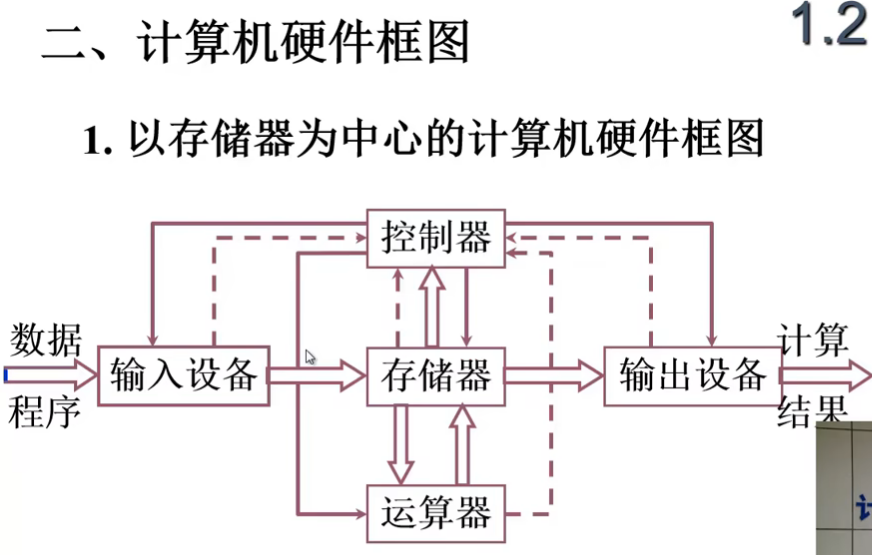 二、计算机硬件框图
1.2
1. 以存储器为中心的计算机硬件框图
控制器
数据
程序
输入设备
存储器
输出设备
计算
结果
运算器